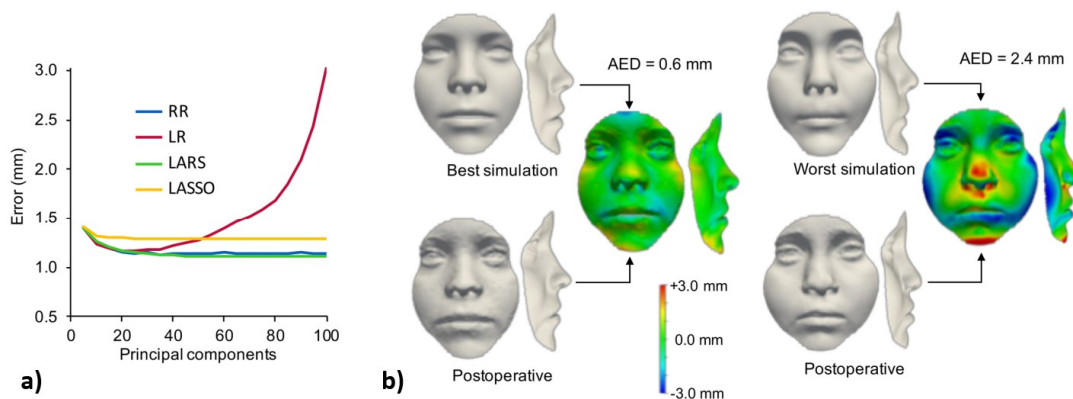 3.0
2.5
2.0
1.5
1.0
0.5
Error (mm)
RR
LR
LARS
LASSO
0 20 40 60 80 100
Principal components
a)
AED = 0.6 mm
Best simulation
Postoperative
+3.0 mm
0.0 mm
-3.0 mm
b)
AED = 2.4 mm
Worst simulation
Postoperative